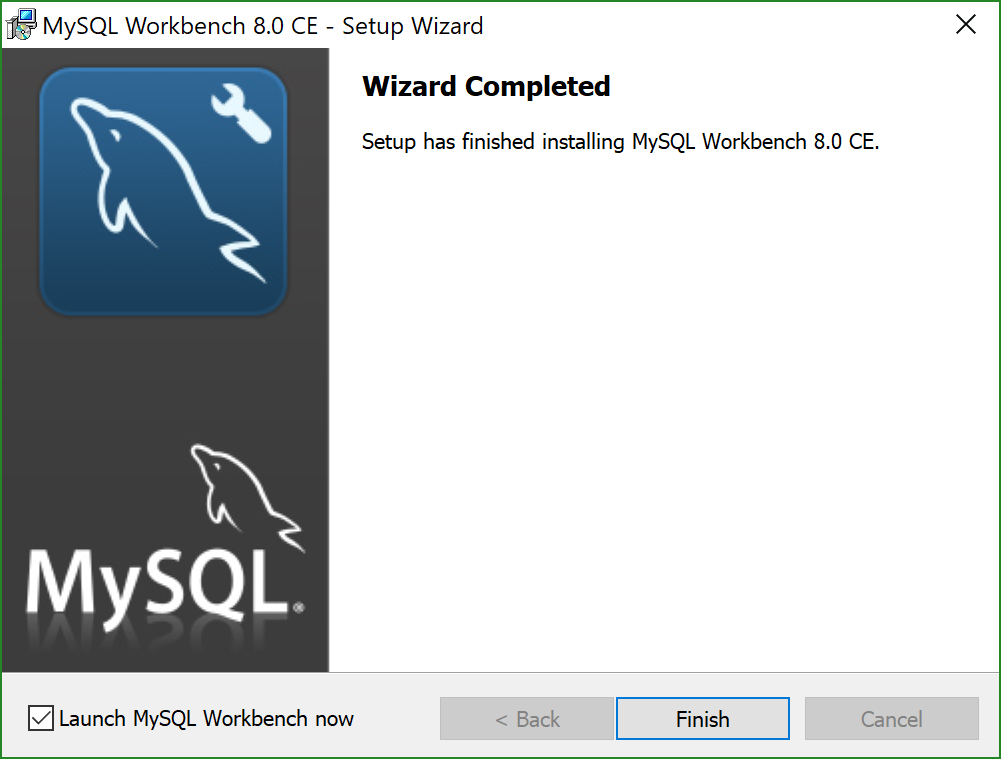 MySQL Workbench 8.0 CE - Setup Wizard
Wizard Completed
Setup has finished installing MySQL Workbench 8.0 CE.
MySQL®
Launch MySQL Workbench now
< Back
Finish
Cancel